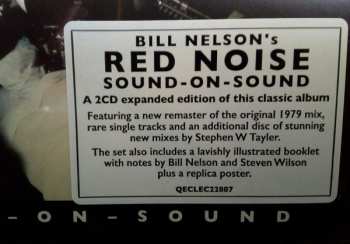 BILL NELSON's
RED NOISE
SOUND-ON-SOUND
A 2CD expanded edition of this classic album
Featuring a new remaster of the original 1979 mix,
rare single tracks and an additional disc of stunning
new mixes by Stephen W Tayler.
The set also includes a lavishly illustrated booklet
with notes by Bill Nelson and Steven Wilson
plus a replica poster.
QECLEC22807
- ON - SOUND